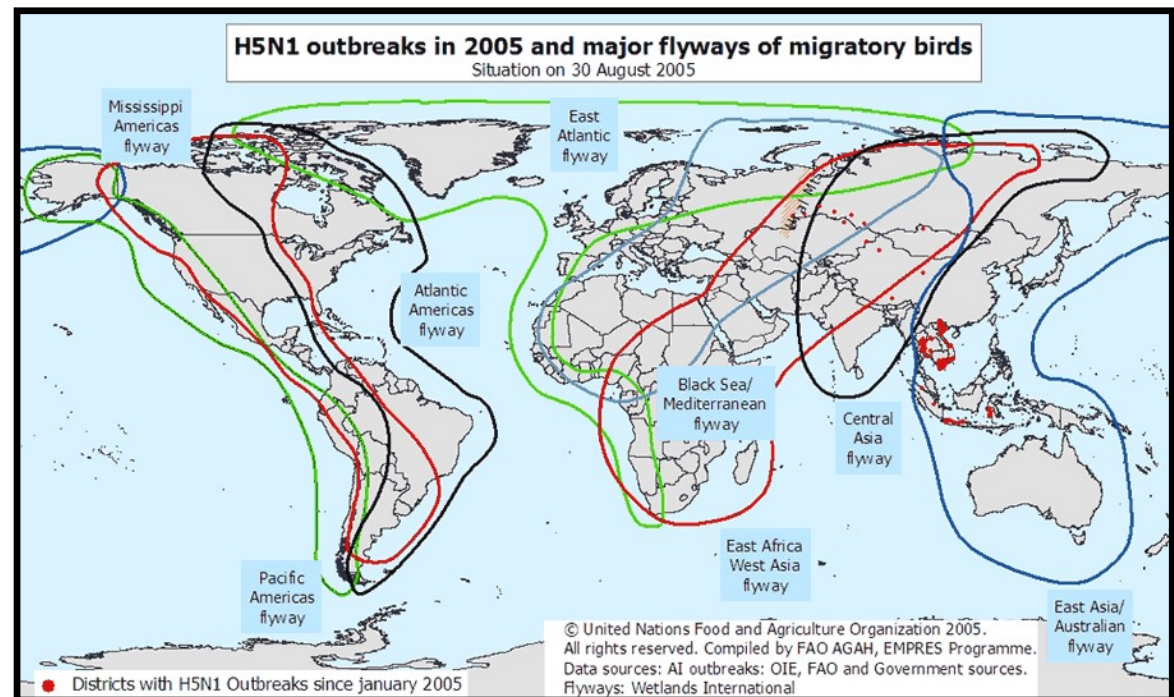 H5N1 outbreaks in 2005 and major flyways of migratory birds
Situation on 30 August 2005
Mississippi
Americas
flyway
East
Atlantic
flyway
Atlantic
Americas
flyway
Black Sea/
Mediterranean
flyway
Central
Asia
flyway
East Africa
West Asia
flyway
Pacific
Americas
flyway
East Asia/
Australian
flyway
© United Nations Food and Agriculture Organization 2005.
All rights reserved. Compiled by FAO AGAH, EMPRES Programme.
Data sources: AI outbreaks: OIE, FAO and Government sources.
Flyways: Wetlands International
Districts with H5N1 Outbreaks since january 2005